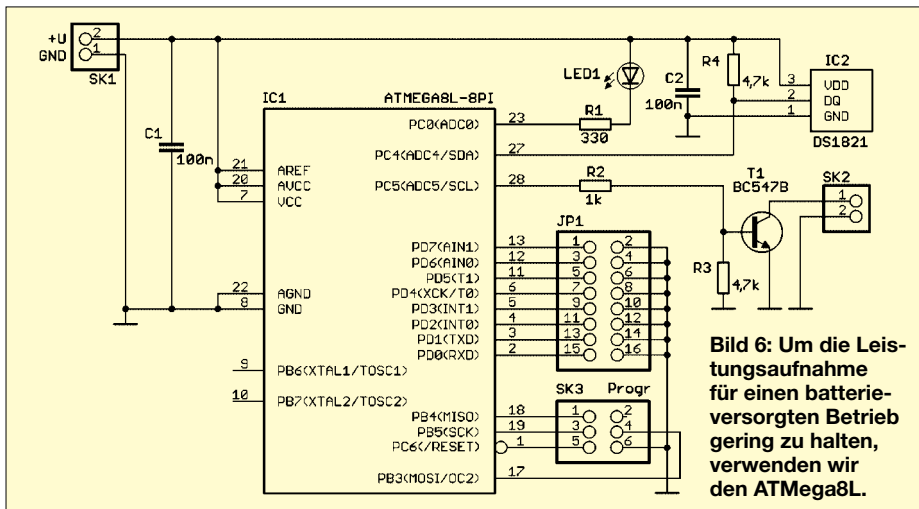 +U 2
GND 1
SK1
C1
100n
IC1
ATMEGA8L-8PI
21 AREF
20 AVCC
7 VCC
22 AGND
8 GND
9 PB6(XTAL1/TOSC1)
10 PB7(XTAL2/TOSC2)
PC0(ADC0) 23
PC4(ADC4/SDA) 27
PC5(ADC5/SCL) 28
PD7(AIN1) 13
PD6(AIN0) 12
PD5(T1) 11
PD4(XCK/T0) 6
PD3(INT1) 5
PD2(INT0) 4
PD1(TXD) 3
PD0(RXD) 2
PB4(MISO) 18
PB5(SCK) 19
PC6(/RESET) 1
PB3(MOSI/OC2) 17
LED1
R1
330
C2
100n
R4
4,7k
IC2
3 VDD
2 DQ
1 GND
DS1821
R2
1k
T1
BC547B
SK2
1
2
R3
4,7k
JP1
1 2
3 4
5 6
7 8
9 10
11 12
13 14
15 16
SK3 Progr
1 2
3 4
5 6
Bild 6: Um die Leis-
tungsaufnahme
für einen batterie-
versorgten Betrieb
gering zu halten,
verwenden wir
den ATMega8L.